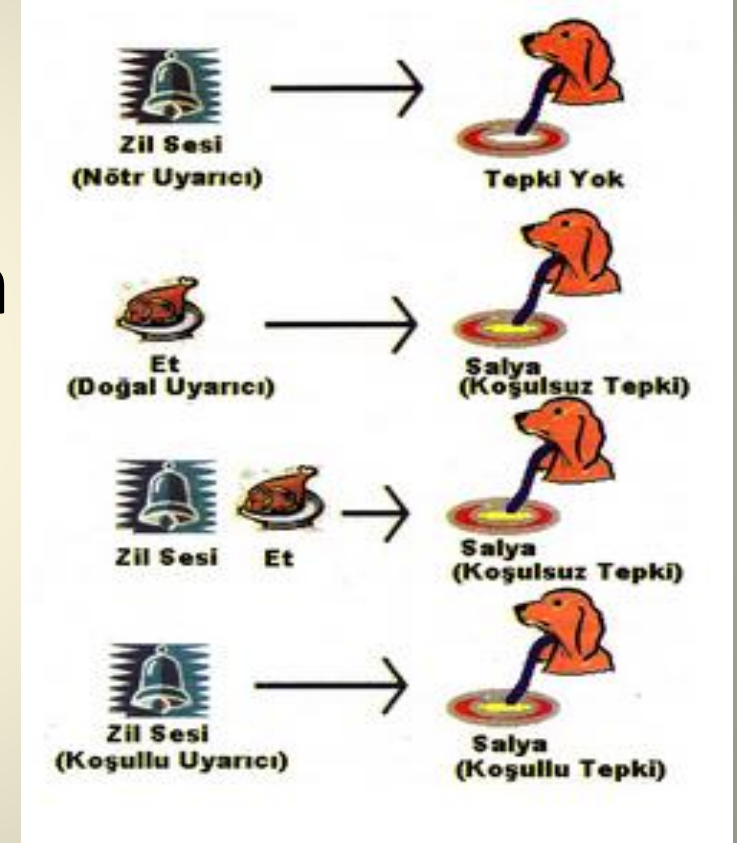 Zil Sesi
(Nötr Uyarıcı)
Tepki Yok
Et
(Doğal Uyarıcı)
Salya
(Koşulsuz Tepki)
Zil Sesi Et
Salya
(Koşulsuz Tepki)
Zil Sesi
(Koşullu Uyarıcı)
Salya
(Koşullu Tepki)